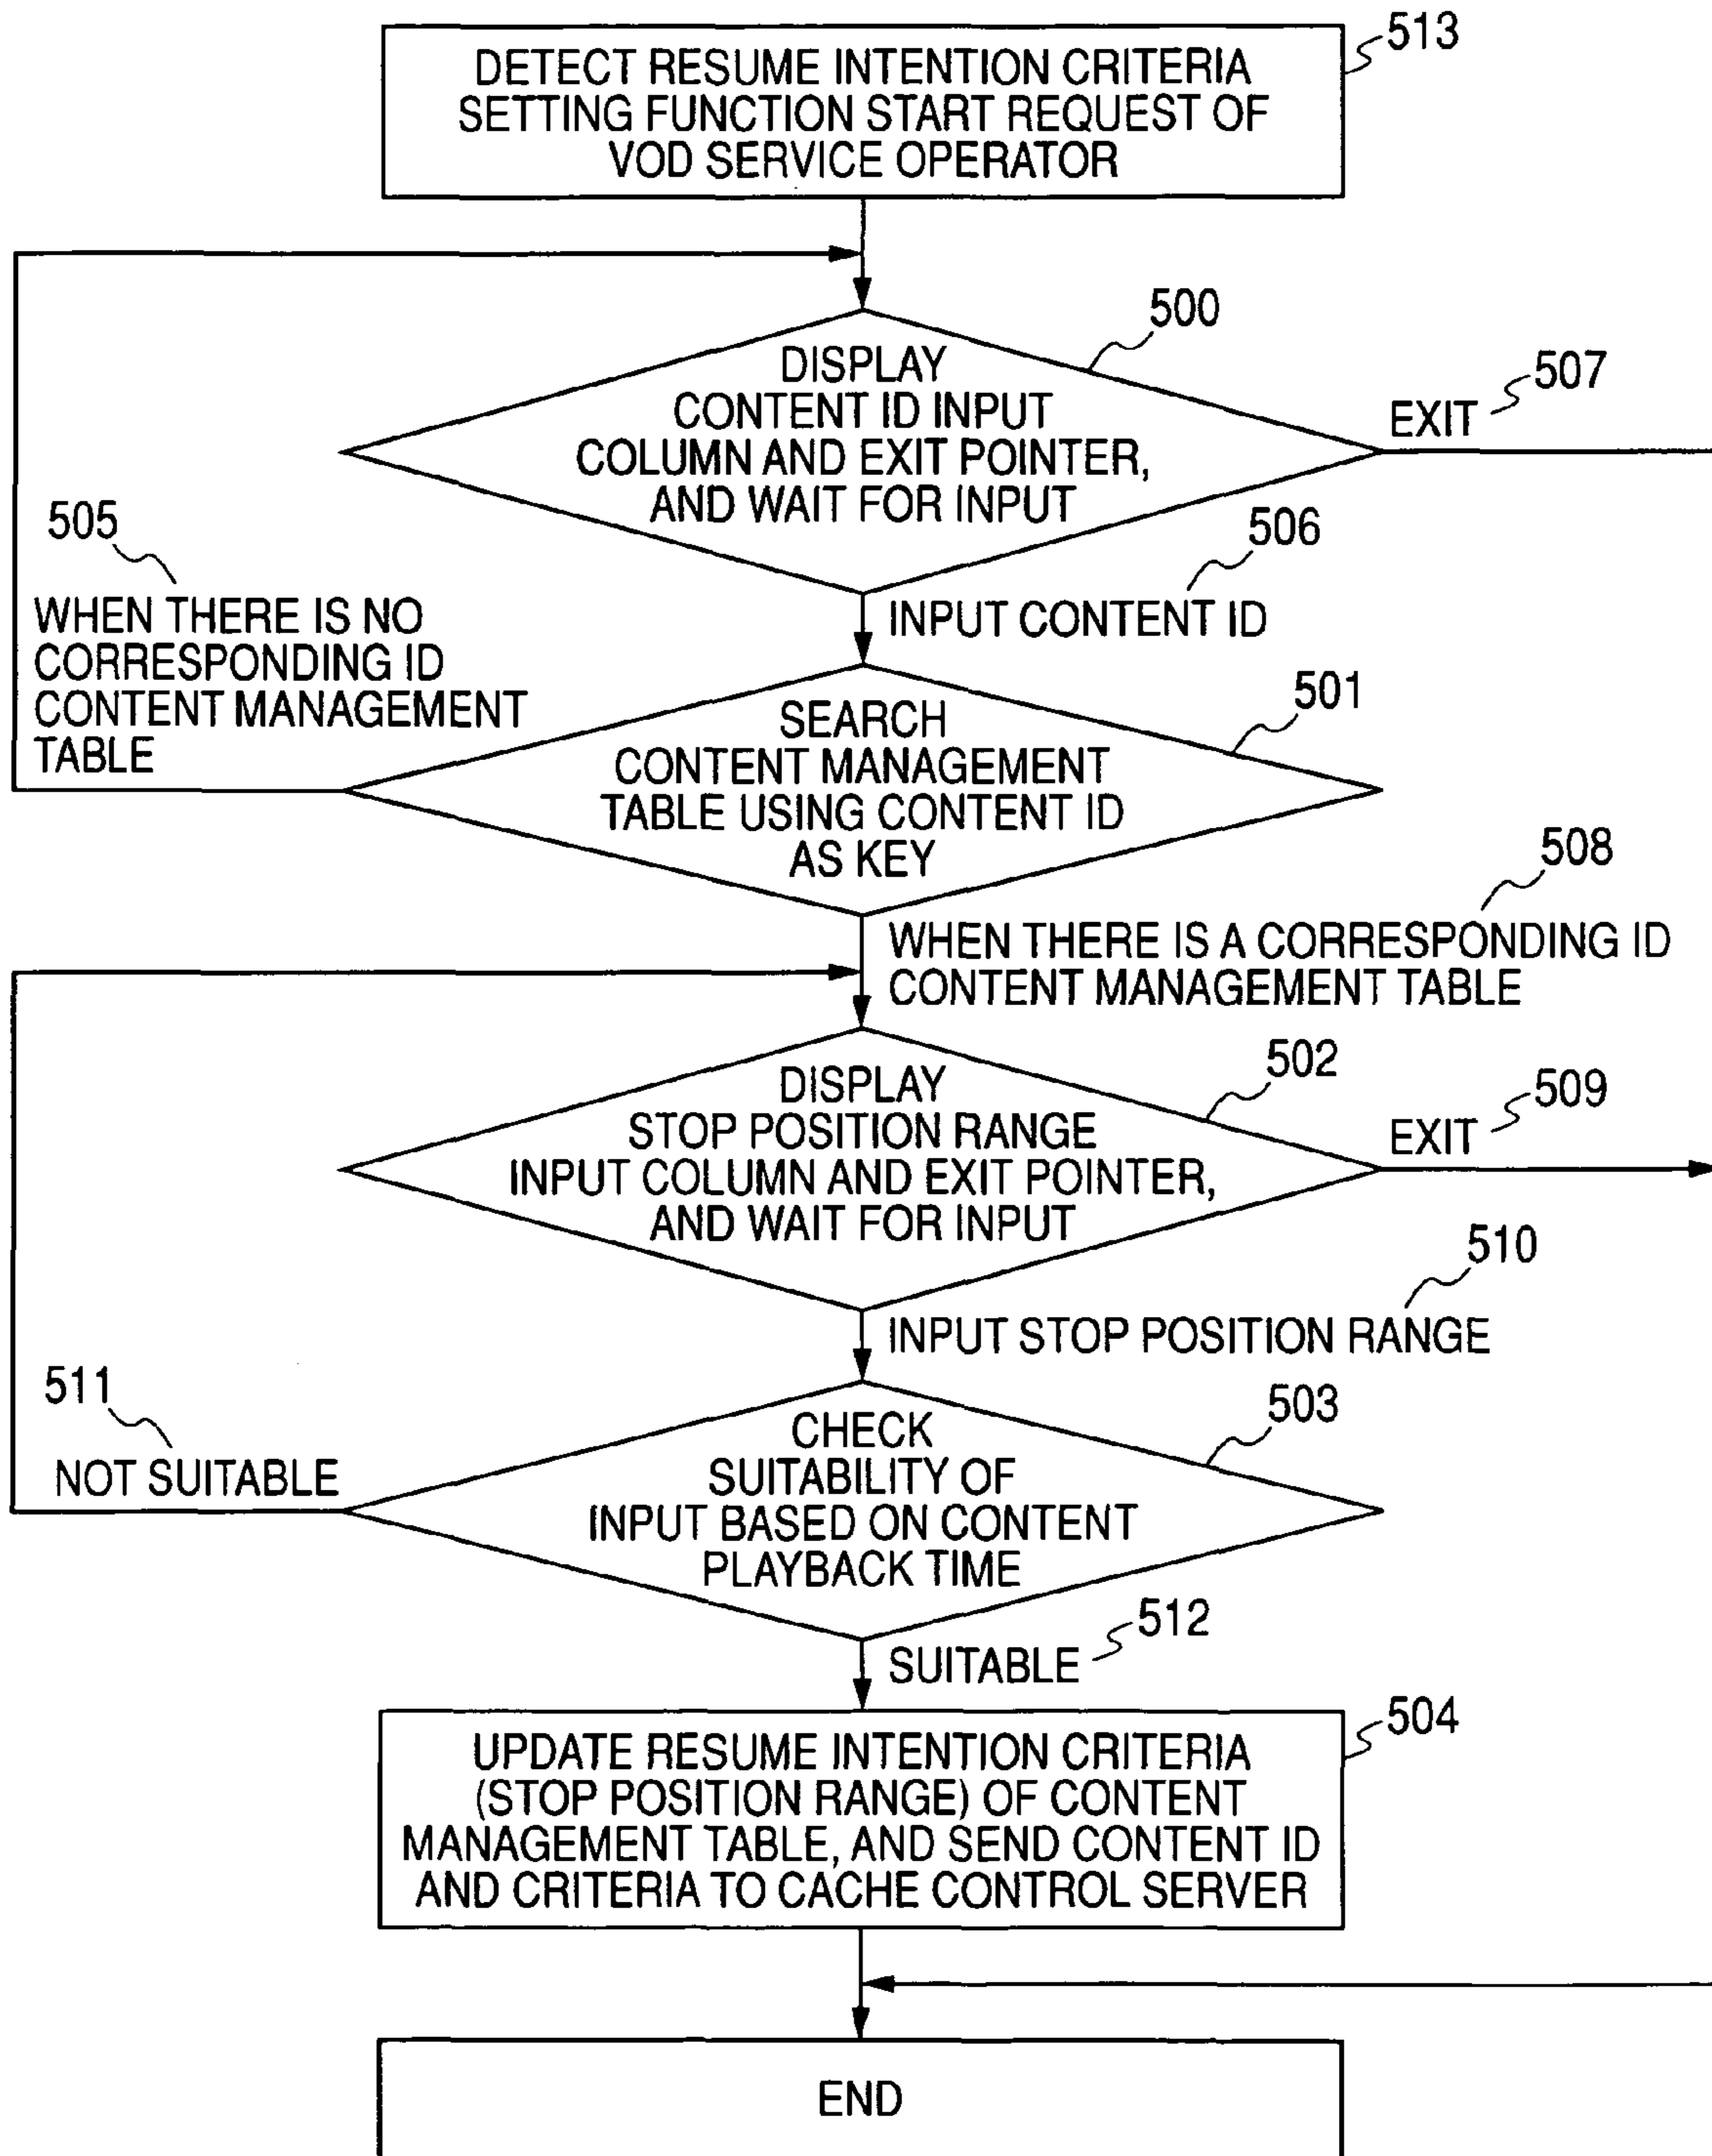 513
DETECT RESUME INTENTION CRITERIA
SETTING FUNCTION START REQUEST OF
VOD SERVICE OPERATOR
500
DISPLAY
CONTENT ID INPUT
COLUMN AND EXIT POINTER,
AND WAIT FOR INPUT
507
EXIT
505
WHEN THERE IS NO
CORRESPONDING ID
CONTENT MANAGEMENT
TABLE
506
INPUT CONTENT ID
501
SEARCH
CONTENT MANAGEMENT
TABLE USING CONTENT ID
AS KEY
508
WHEN THERE IS A CORRESPONDING ID
CONTENT MANAGEMENT TABLE
502
DISPLAY
STOP POSITION RANGE
INPUT COLUMN AND EXIT POINTER,
AND WAIT FOR INPUT
509
EXIT
510
INPUT STOP POSITION RANGE
511
NOT SUITABLE
503
CHECK
SUITABILITY OF
INPUT BASED ON CONTENT
PLAYBACK TIME
512
SUITABLE
504
UPDATE RESUME INTENTION CRITERIA
(STOP POSITION RANGE) OF CONTENT
MANAGEMENT TABLE, AND SEND CONTENT ID
AND CRITERIA TO CACHE CONTROL SERVER
END